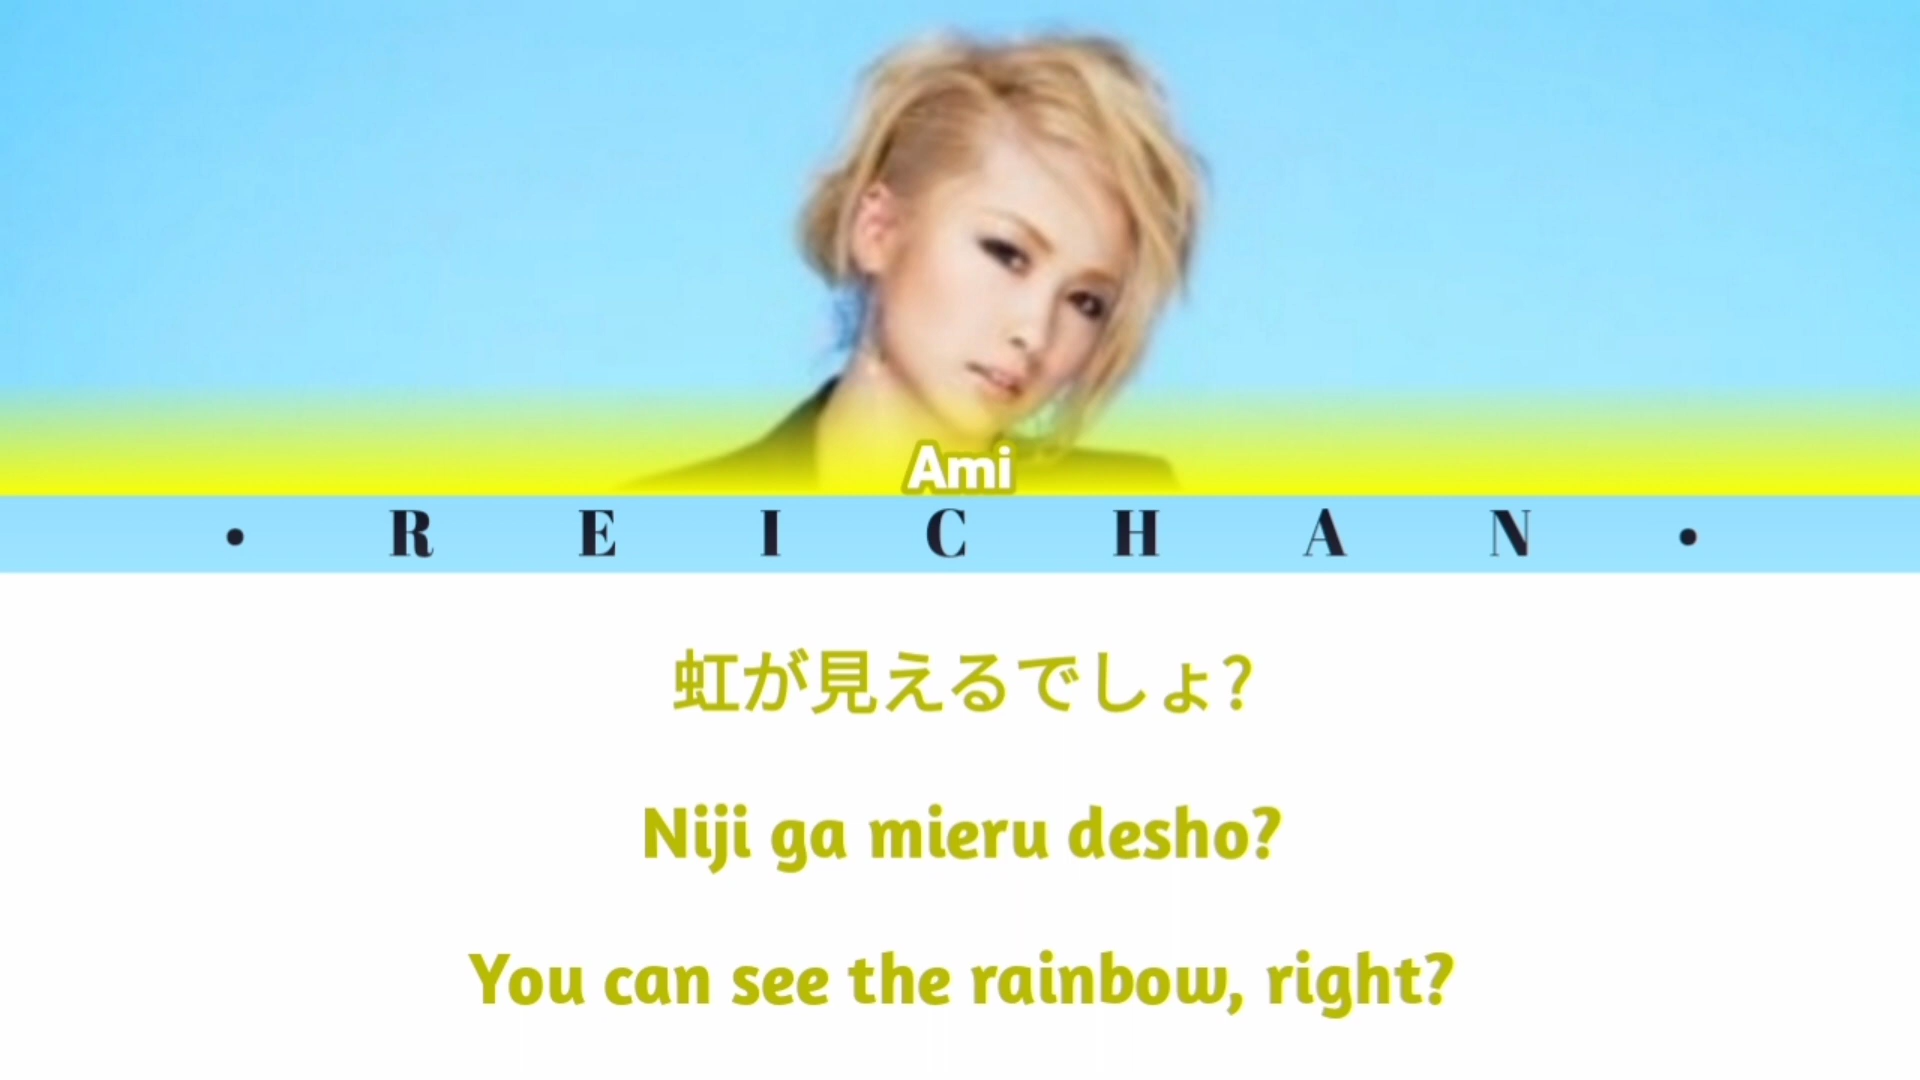 Ami
• R E I C H A N •
虹が見えるでしょ?
Niji ga mieru desho?
You can see the rainbow, right?